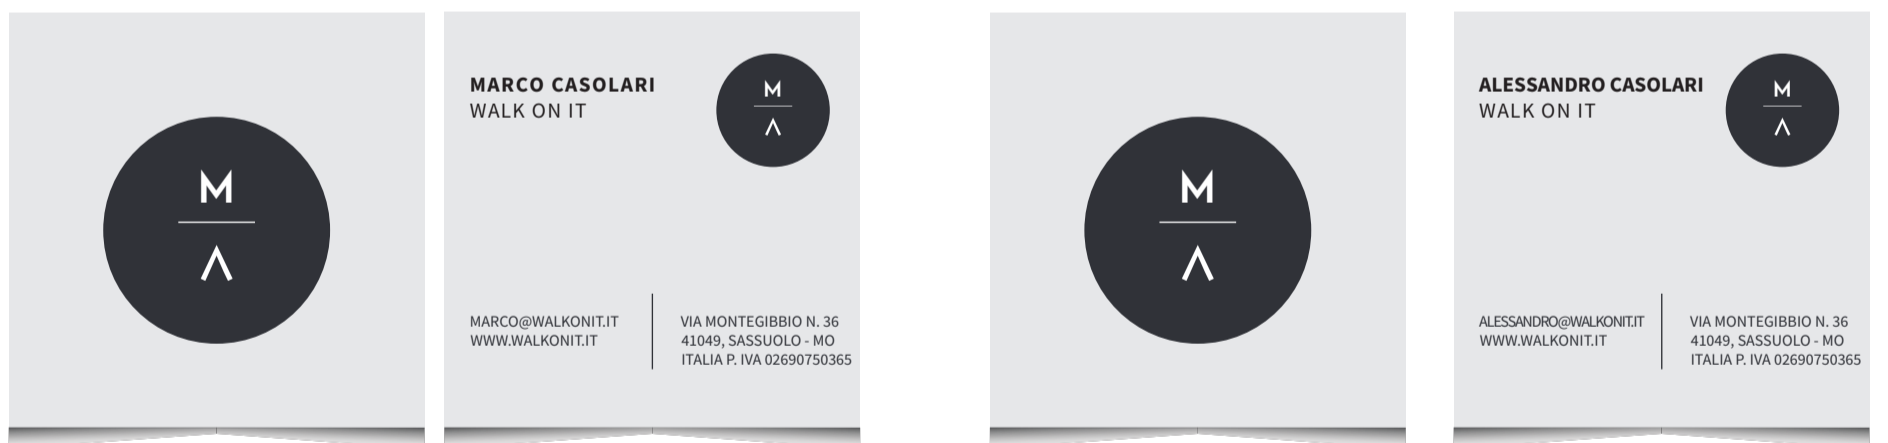 M
Λ
MARCO CASOLARI
WALK ON IT
M
Λ
MARCO@WALKONIT.IT
WWW.WALKONIT.IT
VIA MONTEGIBBIO N. 36
41049, SASSUOLO - MO
ITALIA P. IVA 02690750365
M
Λ
ALESSANDRO CASOLARI
WALK ON IT
M
Λ
ALESSANDRO@WALKONIT.IT
WWW.WALKONIT.IT
VIA MONTEGIBBIO N. 36
41049, SASSUOLO - MO
ITALIA P. IVA 02690750365